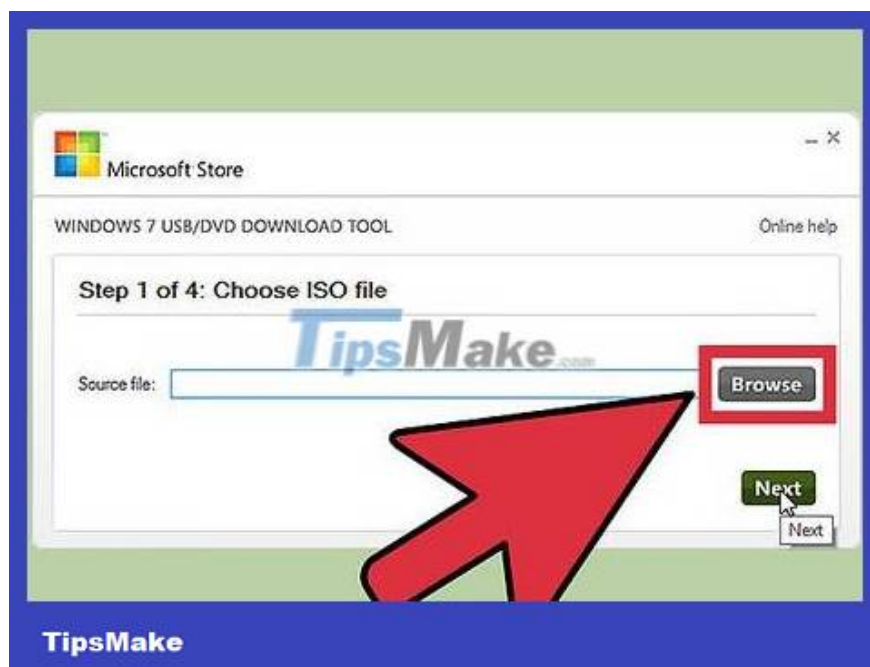 Microsoft Store
WINDOWS 7 USB/DVD DOWNLOAD TOOL
Online help
Step 1 of 4: Choose ISO file
TipsMake.com
Source file:
Browse
Next
Next
TipsMake